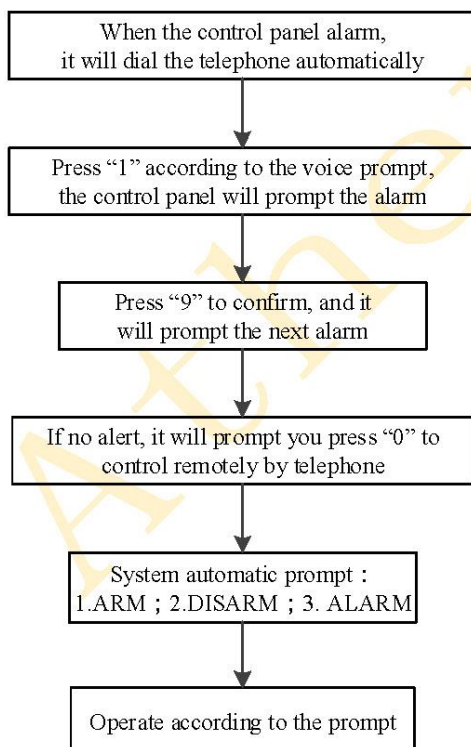 When the control panel alarm,
it will dial the telephone automatically
Press “1” according to the voice prompt,
the control panel will prompt the alarm
Press “9” to confirm, and it
will prompt the next alarm
If no alert, it will prompt you press “0” to
control remotely by telephone
System automatic prompt：
1.ARM；2.DISARM；3. ALARM
Operate according to the prompt
Athe